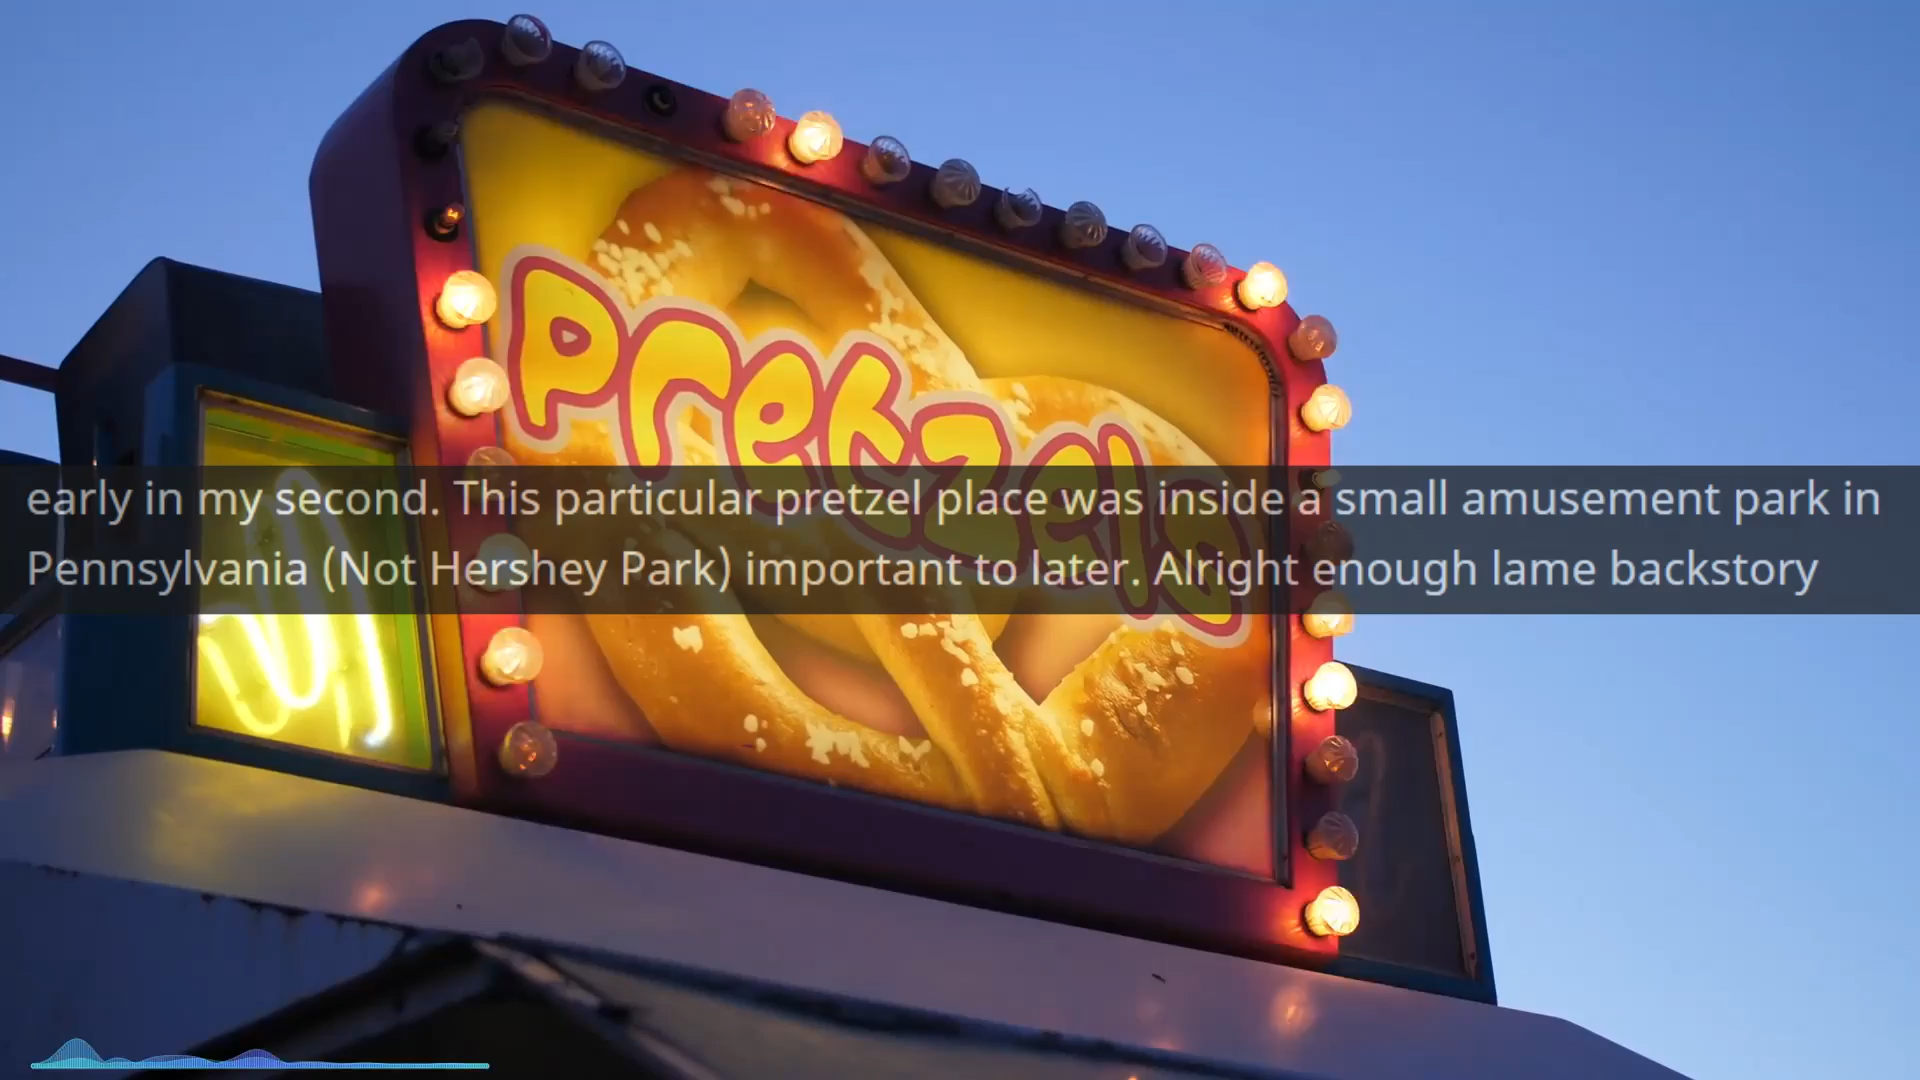 Pretzels
early in my second. This particular pretzel place was inside a small amusement park in
Pennsylvania (Not Hershey Park) important to later. Alright enough lame backstory